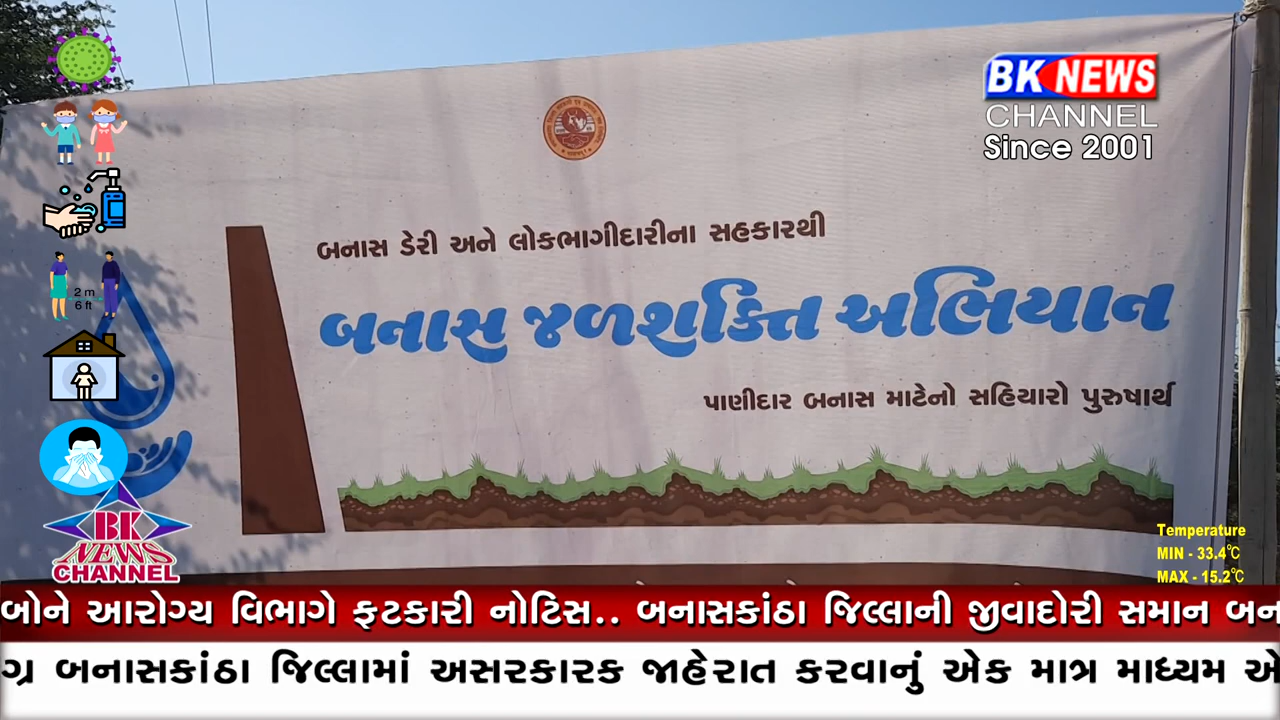 BK NEWS
CHANNEL
Since 2001
બનાસ ડેરી અને લોકભાગીદારીના સહકારથી
બનાસ જળશક્તિ અભિયાન
પાણીદાર બનાસ માટેનો સહિયારો પુરુષાર્થ
2 m
6 ft
BK
NEWS
CHANNEL
Temperature
MIN - 33.4℃
MAX - 15.2℃
બોને આરોગ્ય વિભાગે ફટકારી નોટિસ.. બનાસકાંઠા જિલ્લાની જીવાદોરી સમાન બન
ગ્ર બનાસકાંઠા જિલ્લામાં અસરકારક જાહેરાત કરવાનું એક માત્ર માધ્યમ એ